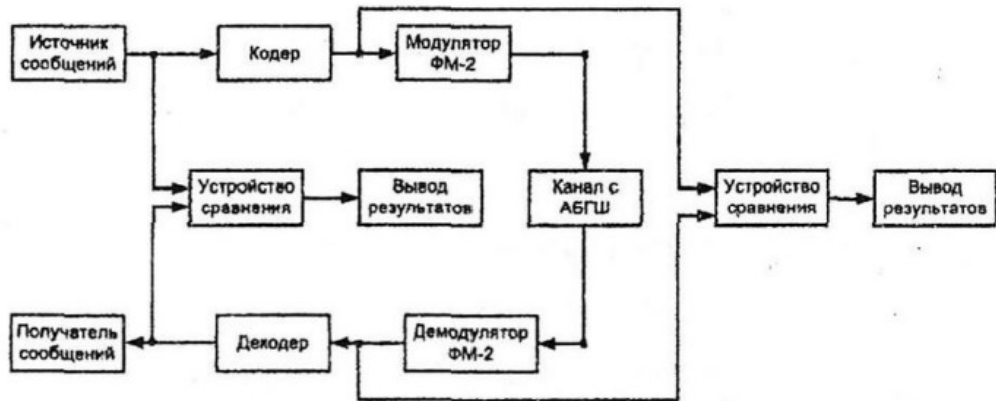 Источник
сообщений
Кодер
Модулятор
ФМ-2
Устройство
сравнения
Вывод
результатов
Канал с
АБГШ
Устройство
сравнения
Вывод
результатов
Получатель
сообщений
Декодер
Демодулятор
ФМ-2